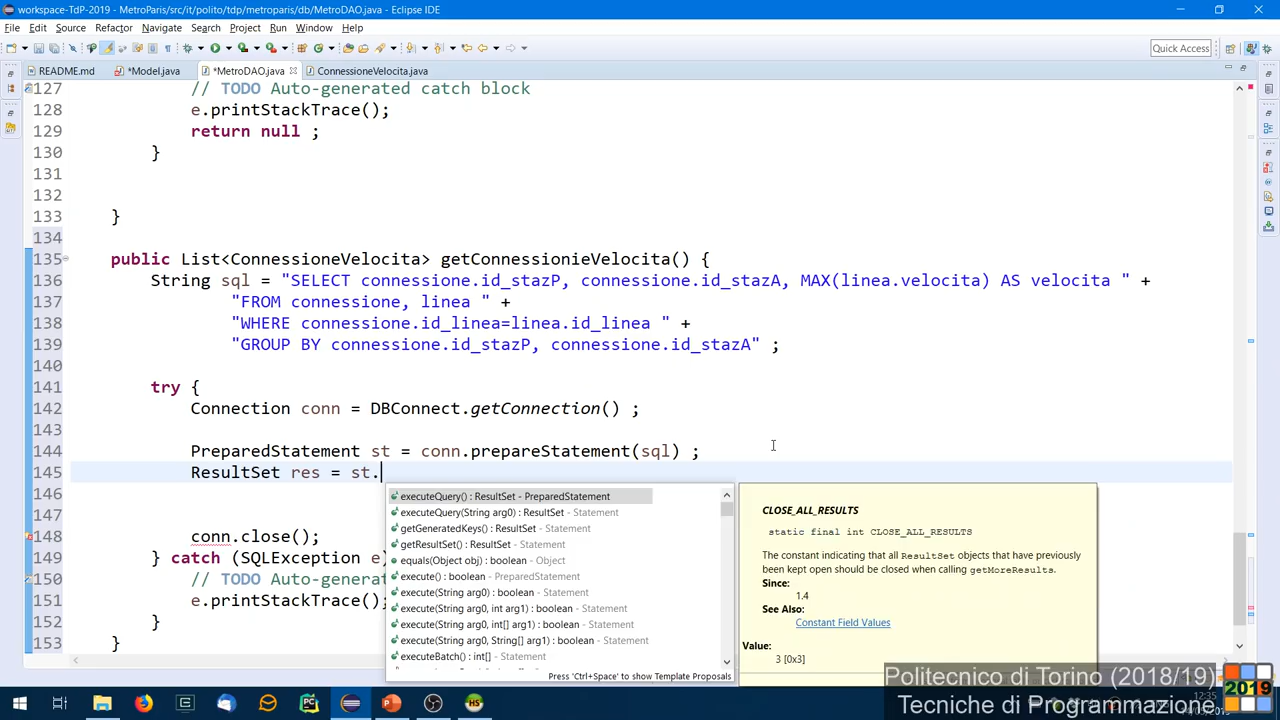 workspace-TdP-2019 - MetroParis/src/it/polito/tdp/metroparis/db/MetroDAO.java - Eclipse IDE
File Edit Source Refactor Navigate Search Project Run Window Help
Quick Access
README.md *Model.java *MetroDAO.java ConnessioneVelocita.java
127 // TODO Auto-generated catch block
128 e.printStackTrace();
129 return null ;
130 }
131
132
133 }
134
135 public List<ConnessioneVelocita> getConnessionieVelocita() {
136 String sql = "SELECT connessione.id_stazP, connessione.id_stazA, MAX(linea.velocita) AS velocita " +
137 "FROM connessione, linea " +
138 "WHERE connessione.id_linea=linea.id_linea " +
139 "GROUP BY connessione.id_stazP, connessione.id_stazA" ;
140
141 try {
142 Connection conn = DBConnect.getConnection() ;
143
144 PreparedStatement st = conn.prepareStatement(sql) ;
145 ResultSet res = st.
146
147
148 conn.close();
149 } catch (SQLException e)
150 // TODO Auto-generat
151 e.printStackTrace();
152 }
153 }
executeQuery() : ResultSet - PreparedStatement
executeQuery(String arg0) : ResultSet - Statement
getGeneratedKeys() : ResultSet - Statement
getResultSet() : ResultSet - Statement
equals(Object obj) : boolean - Object
execute() : boolean - PreparedStatement
execute(String arg0) : boolean - Statement
execute(String arg0, int arg1) : boolean - Statement
execute(String arg0, int[] arg1) : boolean - Statement
execute(String arg0, String[] arg1) : boolean - Statement
executeBatch() : int[] - Statement
Press 'Ctrl+Space' to show Template Proposals
CLOSE_ALL_RESULTS
static final int CLOSE_ALL_RESULTS
The constant indicating that all ResultSet objects that have previously
been kept open should be closed when calling getMoreResults.
Since:
1.4
See Also:
Constant Field Values
Value:
3 [0x3]
Politecnico di Torino (2018/19)
Tecniche di Programmazione
2019
12:35